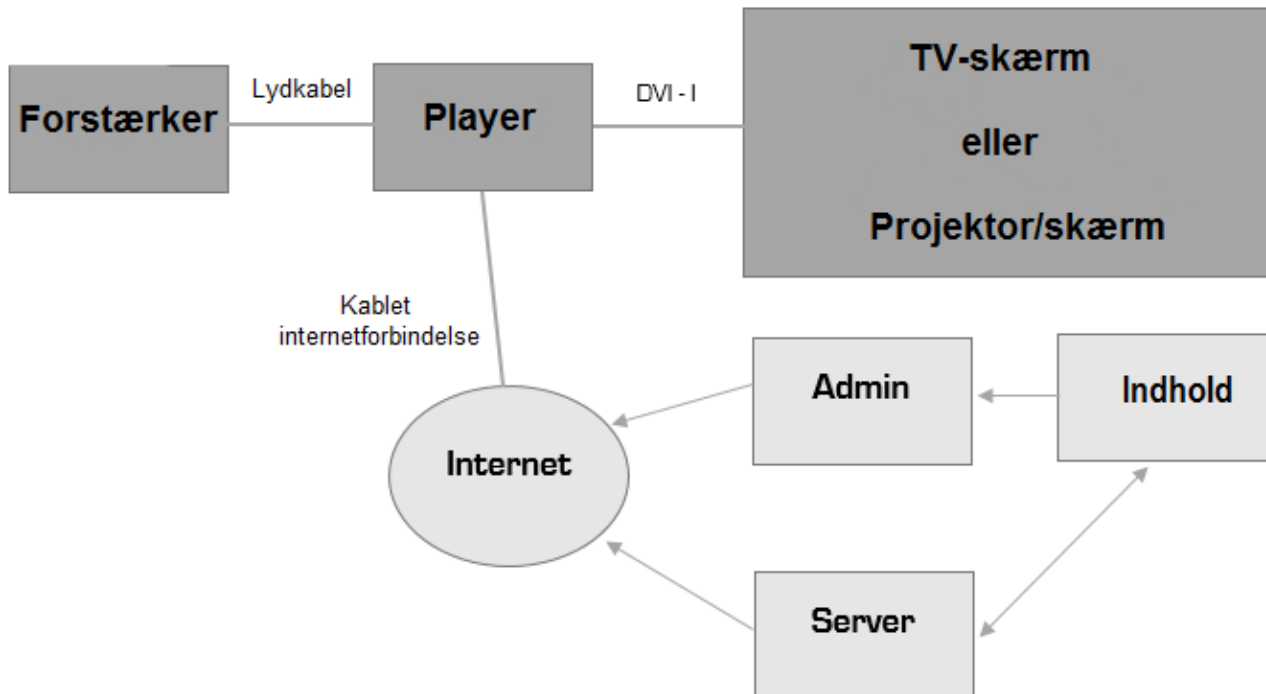 TV-skærm
Lydkabel
DVI - I
Forstærker
Player
eller
Projektor/skærm
Kablet
internetforbindelse
Admin
Indhold
Internet
Server